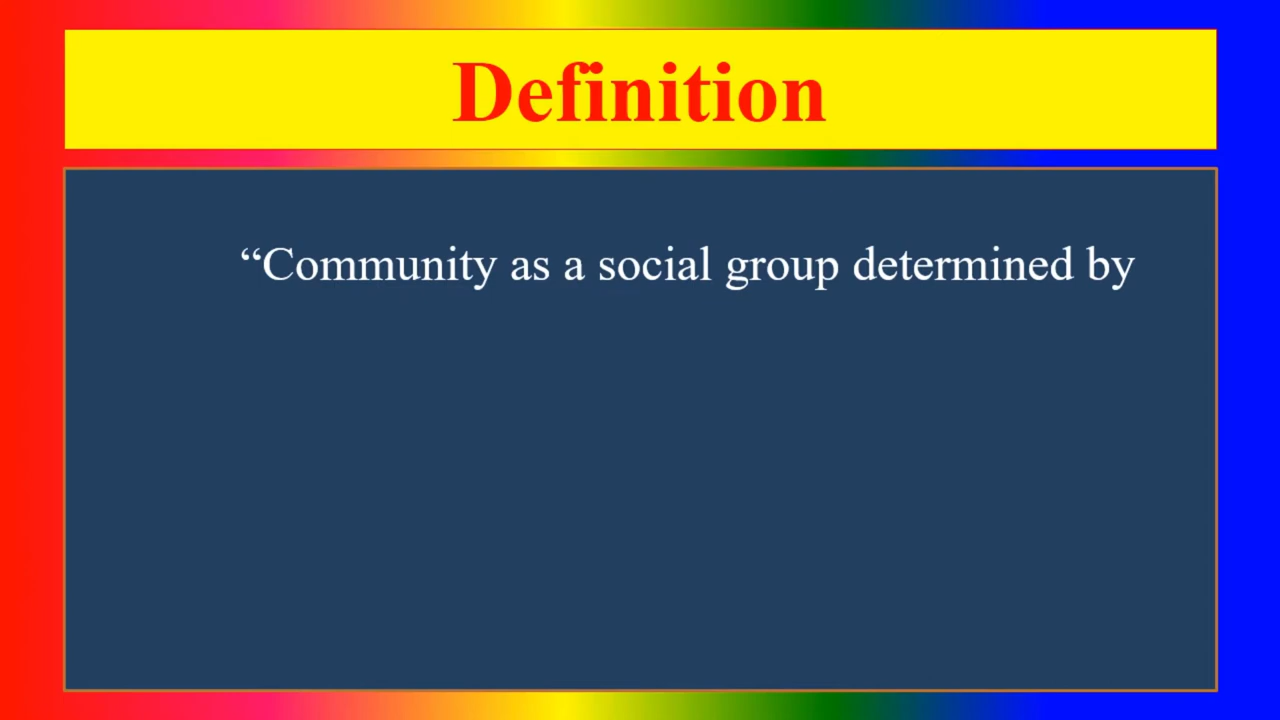 Definition
“Community as a social group determined by